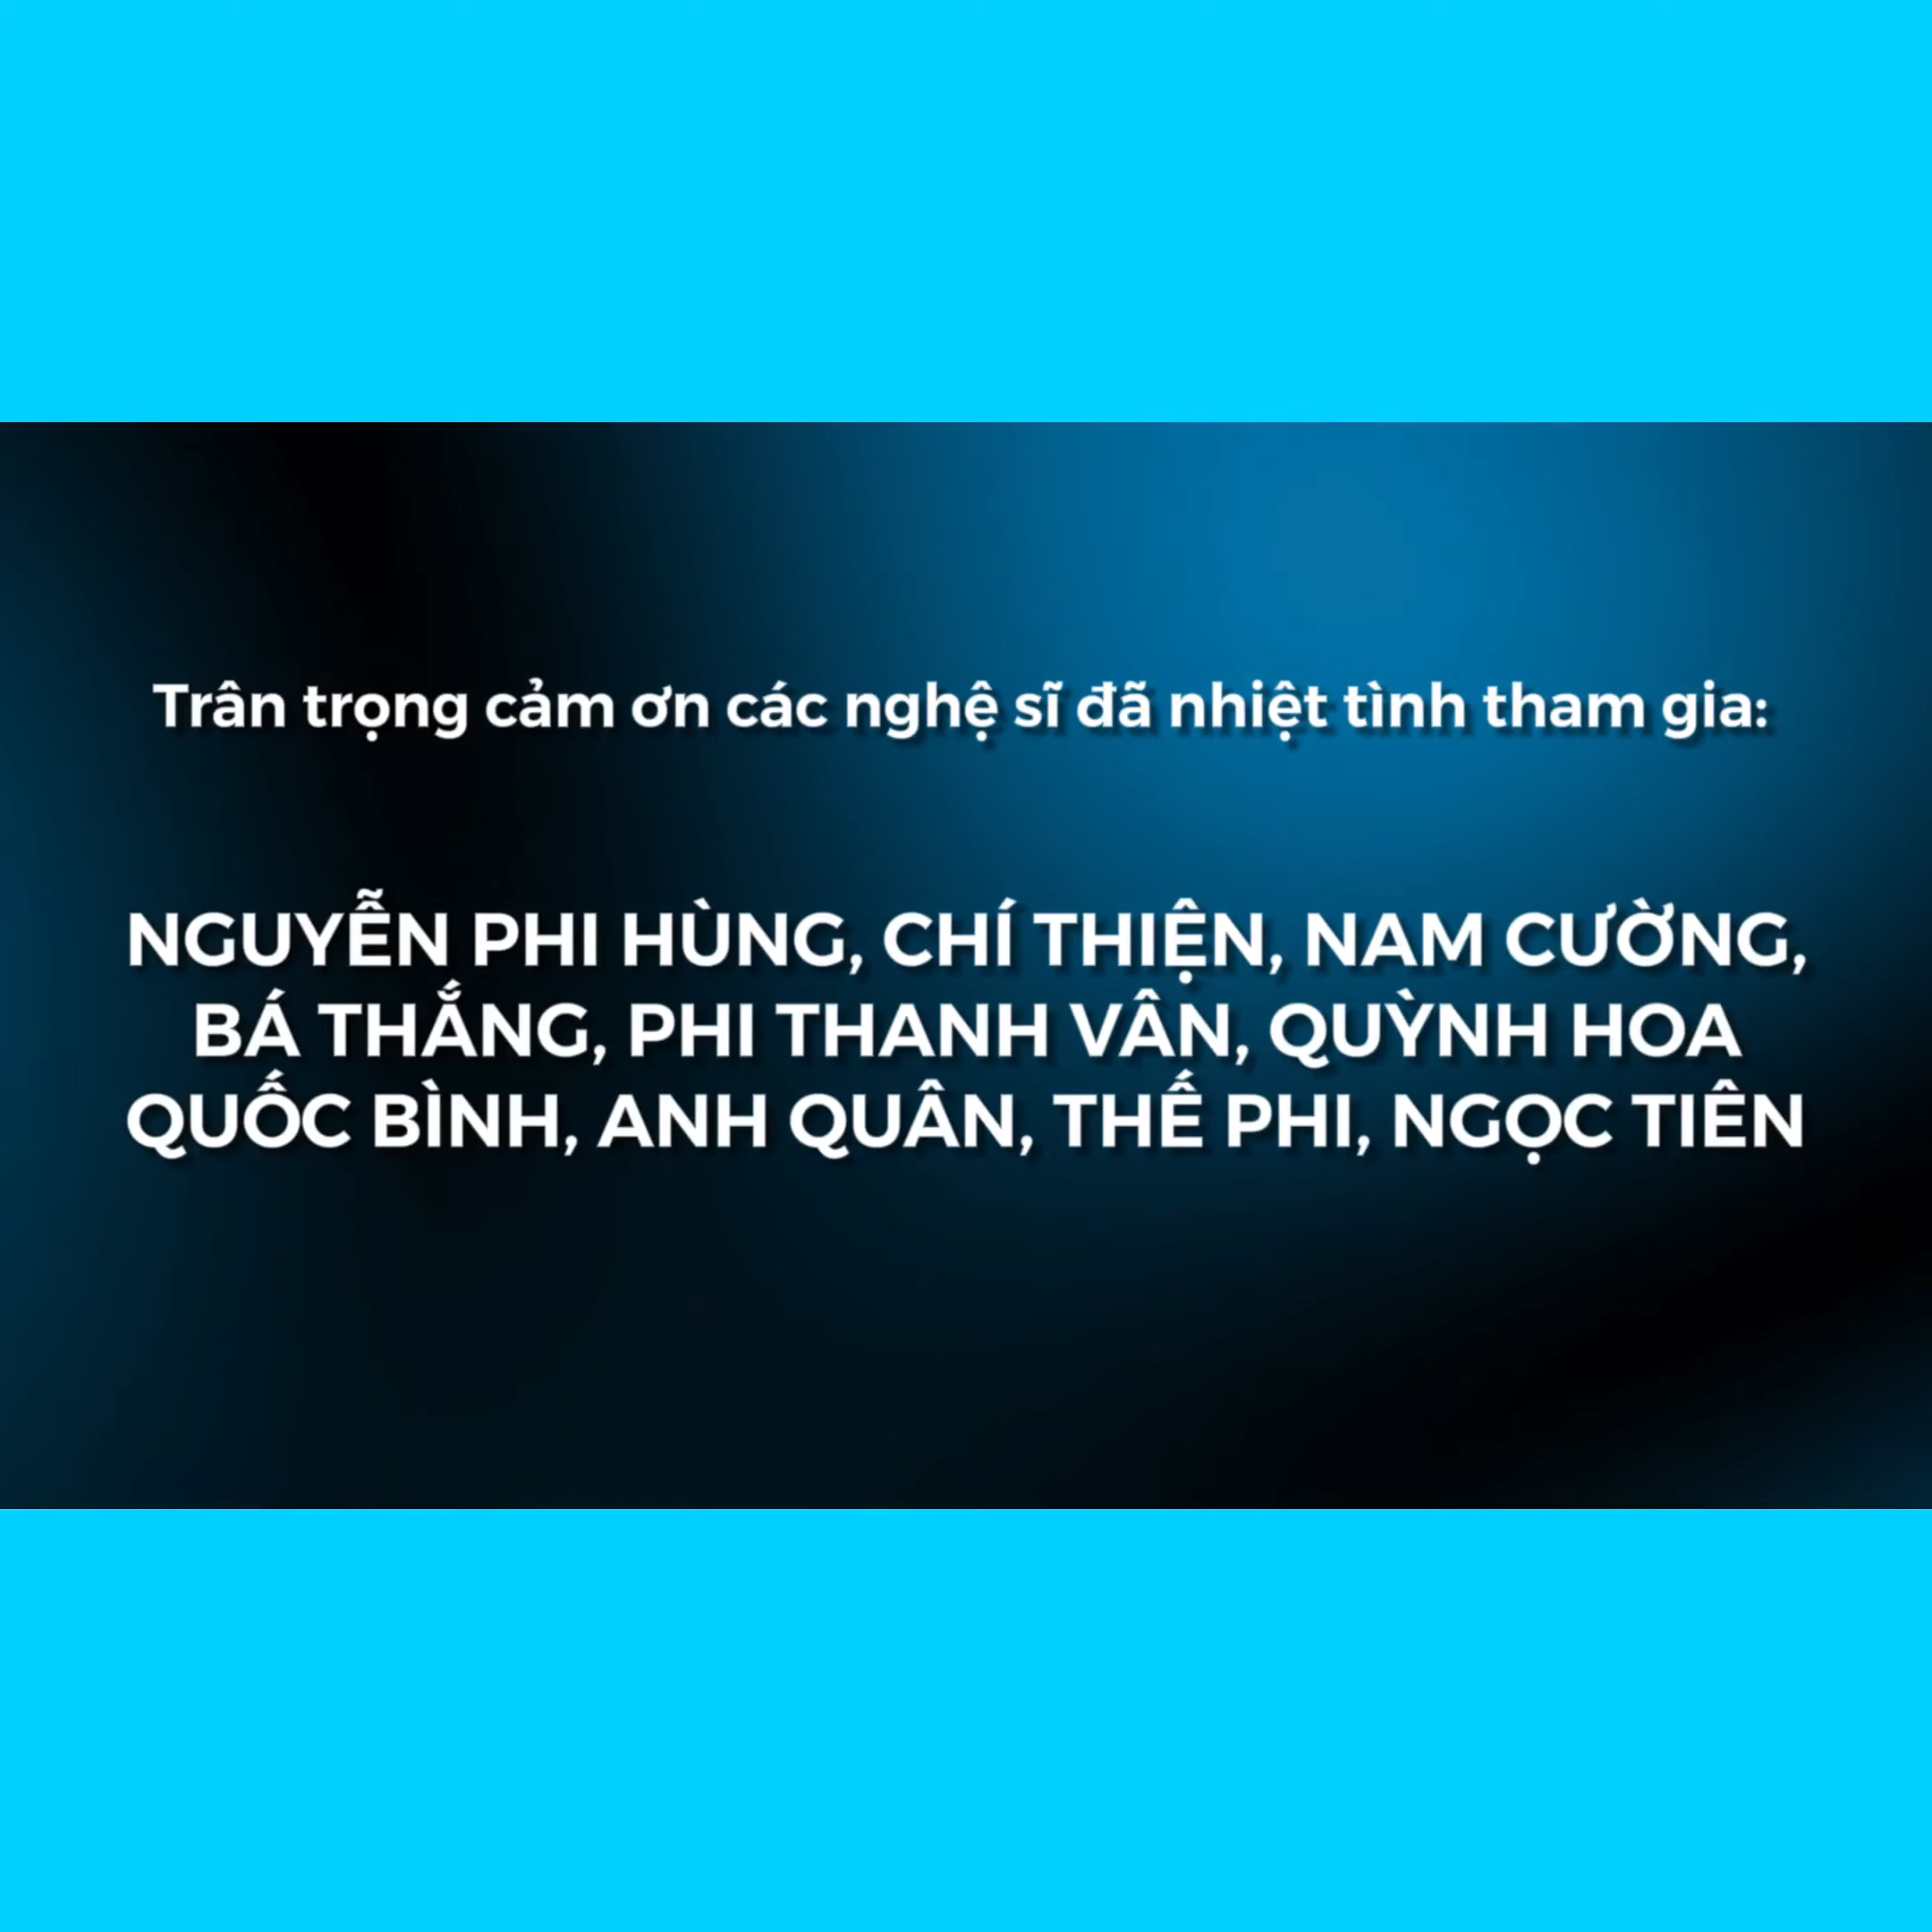 Trân trọng cảm ơn các nghệ sĩ đã nhiệt tình tham gia:
NGUYỄN PHI HÙNG, CHÍ THIỆN, NAM CƯỜNG,
BÁ THẮNG, PHI THANH VÂN, QUỲNH HOA
QUỐC BÌNH, ANH QUÂN, THẾ PHI, NGỌC TIÊN